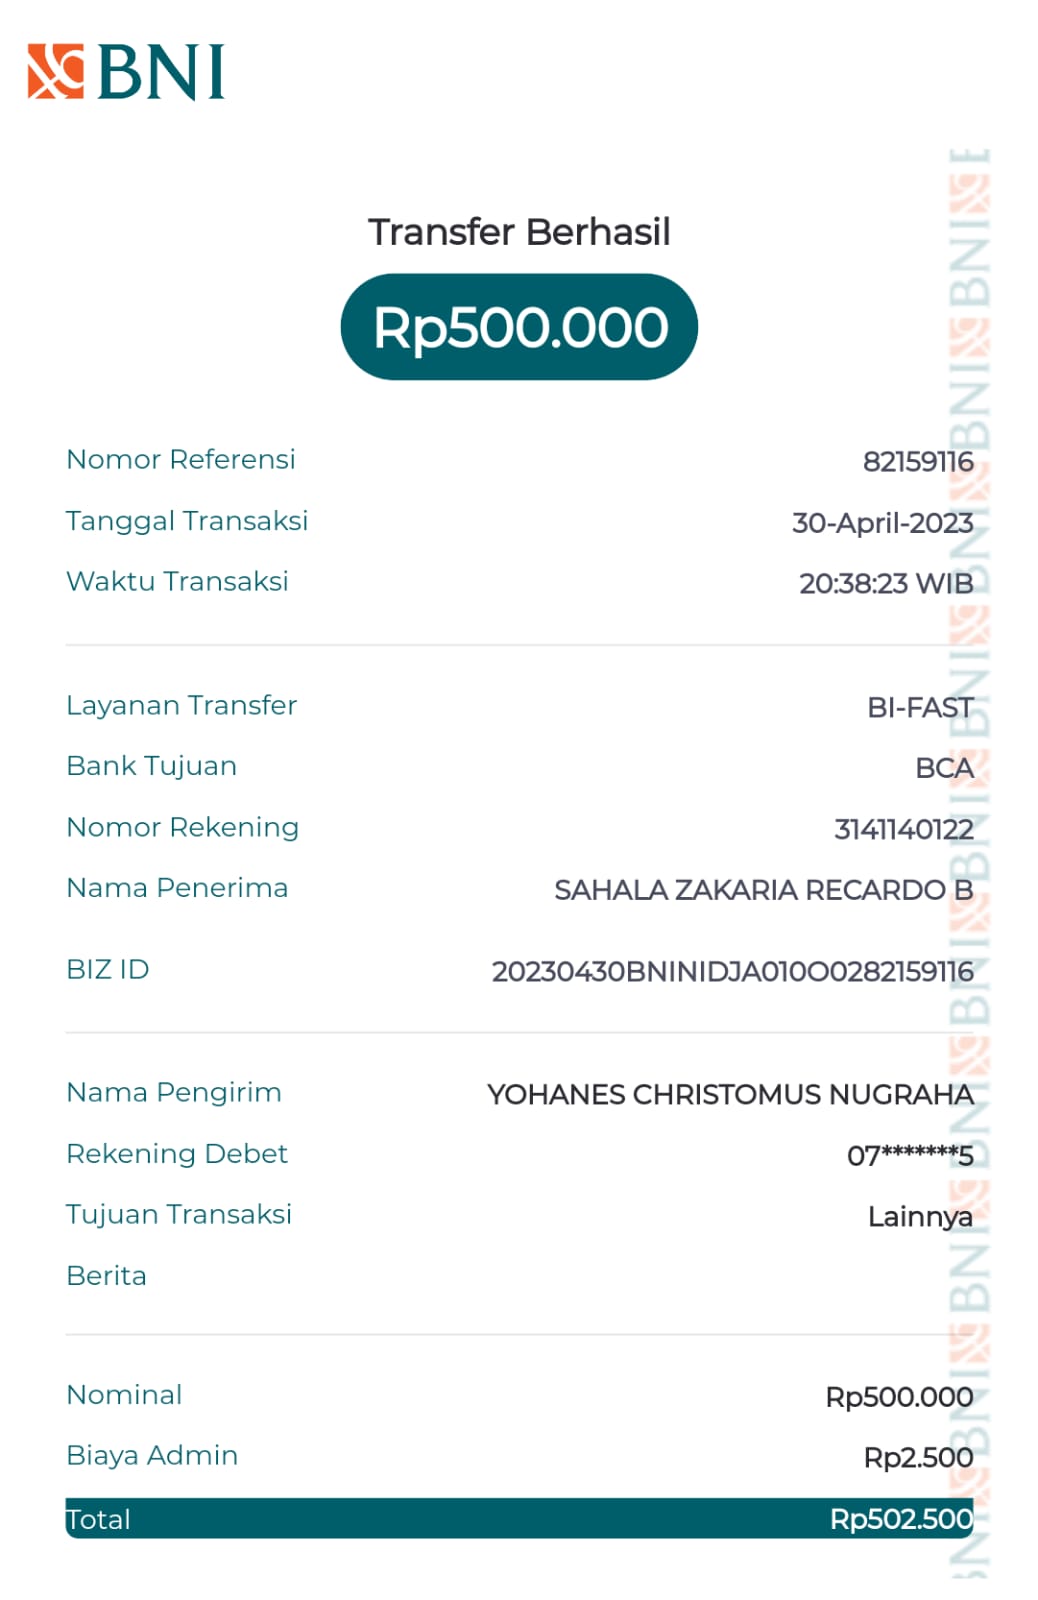 BNI
Transfer Berhasil
Rp500.000
Nomor Referensi 82159116
Tanggal Transaksi 30-April-2023
Waktu Transaksi 20:38:23 WIB
Layanan Transfer BI-FAST
Bank Tujuan BCA
Nomor Rekening 3141140122
Nama Penerima SAHALA ZAKARIA RECARDO B
BIZ ID 20230430BNINIDJA010O0282159116
Nama Pengirim YOHANES CHRISTOMUS NUGRAHA
Rekening Debet 07*******5
Tujuan Transaksi Lainnya
Berita
Nominal Rp500.000
Biaya Admin Rp2.500
Total Rp502.500
BNI BNI BNI BNI BNI BNI BNI BNI BNI